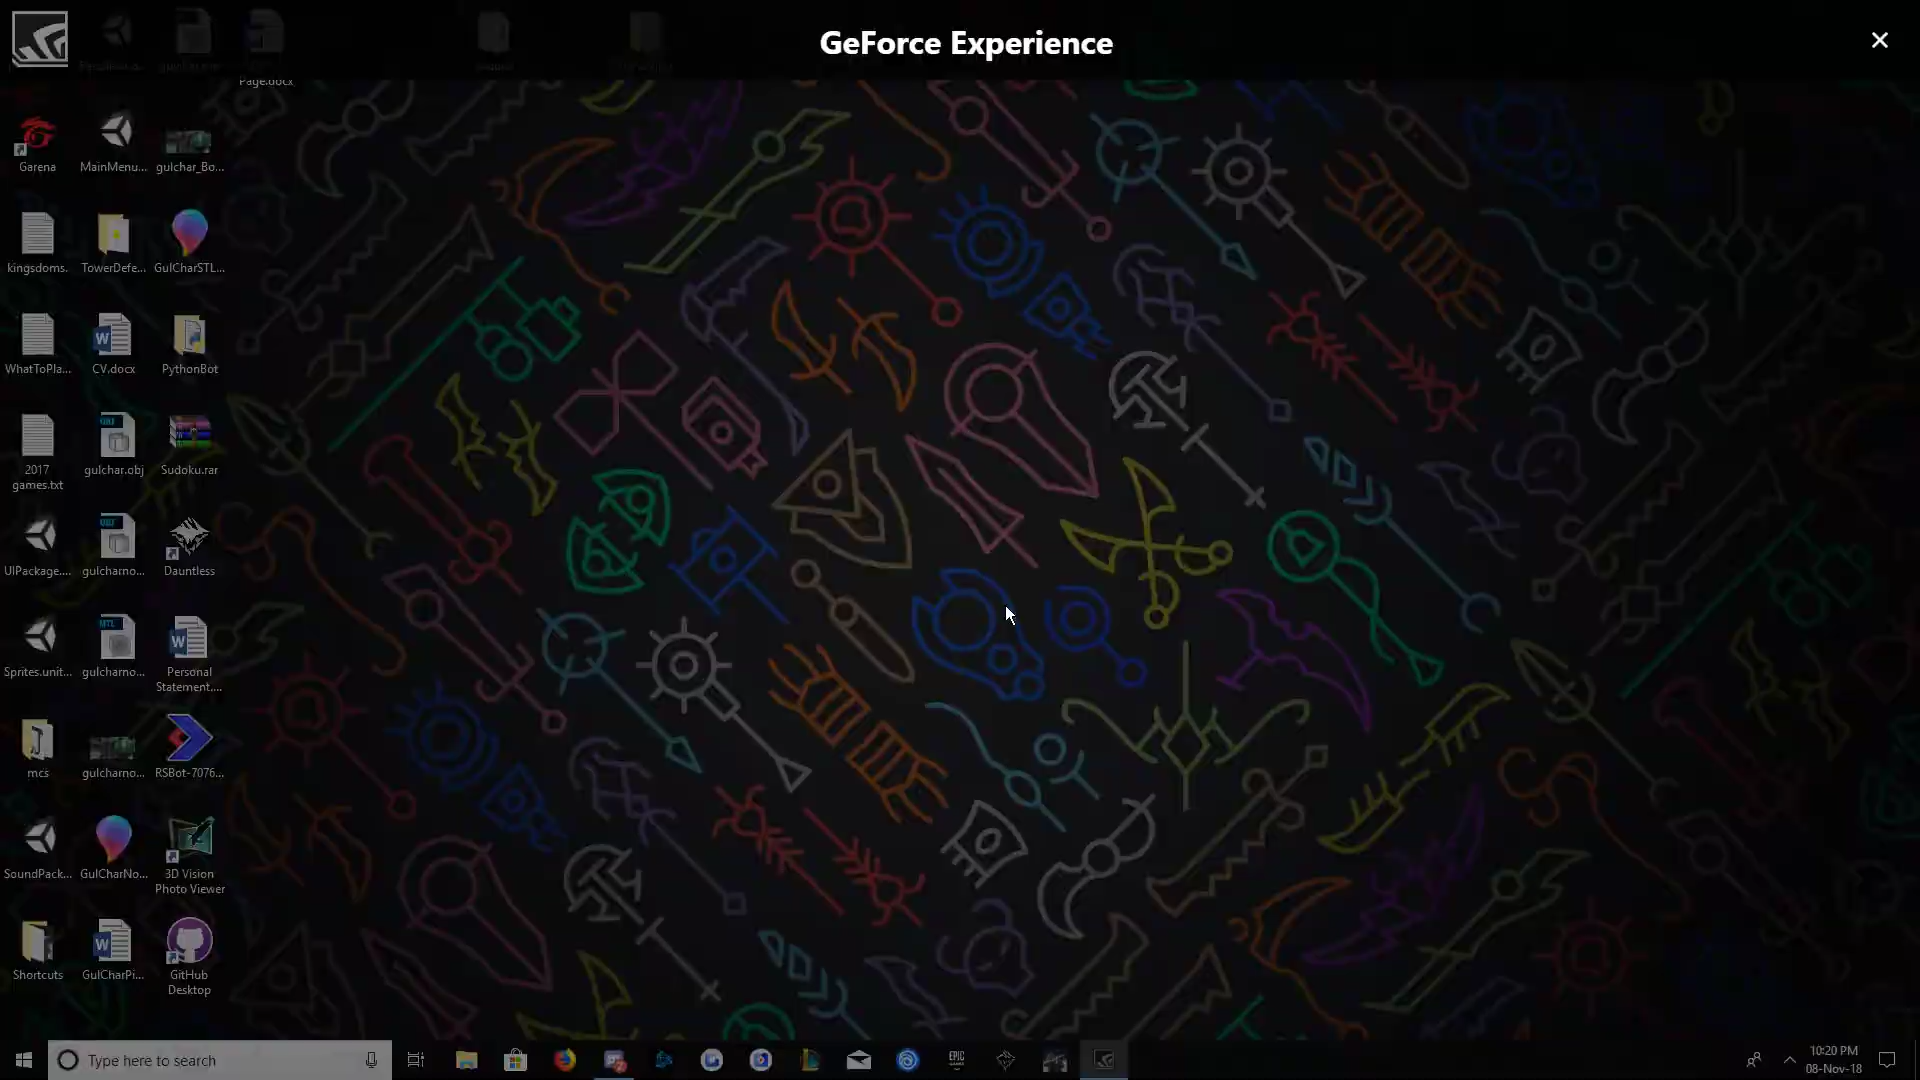 GeForce Experience
Page.docx
Garena
MainMenu...
gulchar_Bo...
kingsdoms.
TowerDefe...
GulCharSTL...
WhatToPla...
CV.docx
PythonBot
2017
games.txt
gulchar.obj
Sudoku.rar
UIPackage....
gulcharno...
Dauntless
Sprites.unit...
gulcharno...
Personal
Statement....
mcs
gulcharno...
RSBot-7076...
SoundPack...
GulCharNo...
3D Vision
Photo Viewer
Shortcuts
GulCharPi...
GitHub
Desktop
Type here to search
EPIC
GAMES
10:20 PM
08-Nov-18